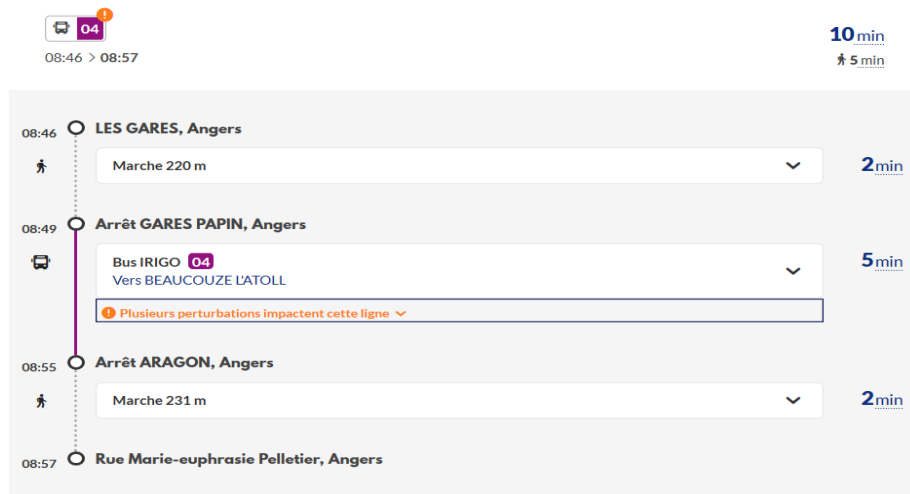 04
10 min
08:46 > 08:57
5 min
08:46
LES GARES, Angers
Marche 220 m
2 min
08:49
Arrêt GARES PAPIN, Angers
Bus IRIGO 04
Vers BEAUCOUZE L'ATOLL
5 min
Plusieurs perturbations impactent cette ligne
08:55
Arrêt ARAGON, Angers
Marche 231 m
2 min
08:57
Rue Marie-euphrasie Pelletier, Angers